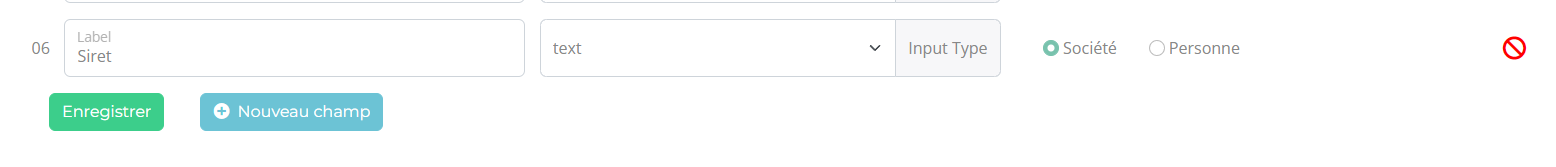 06
Label
Siret
text
Input Type
Société
Personne
Enregistrer
Nouveau champ